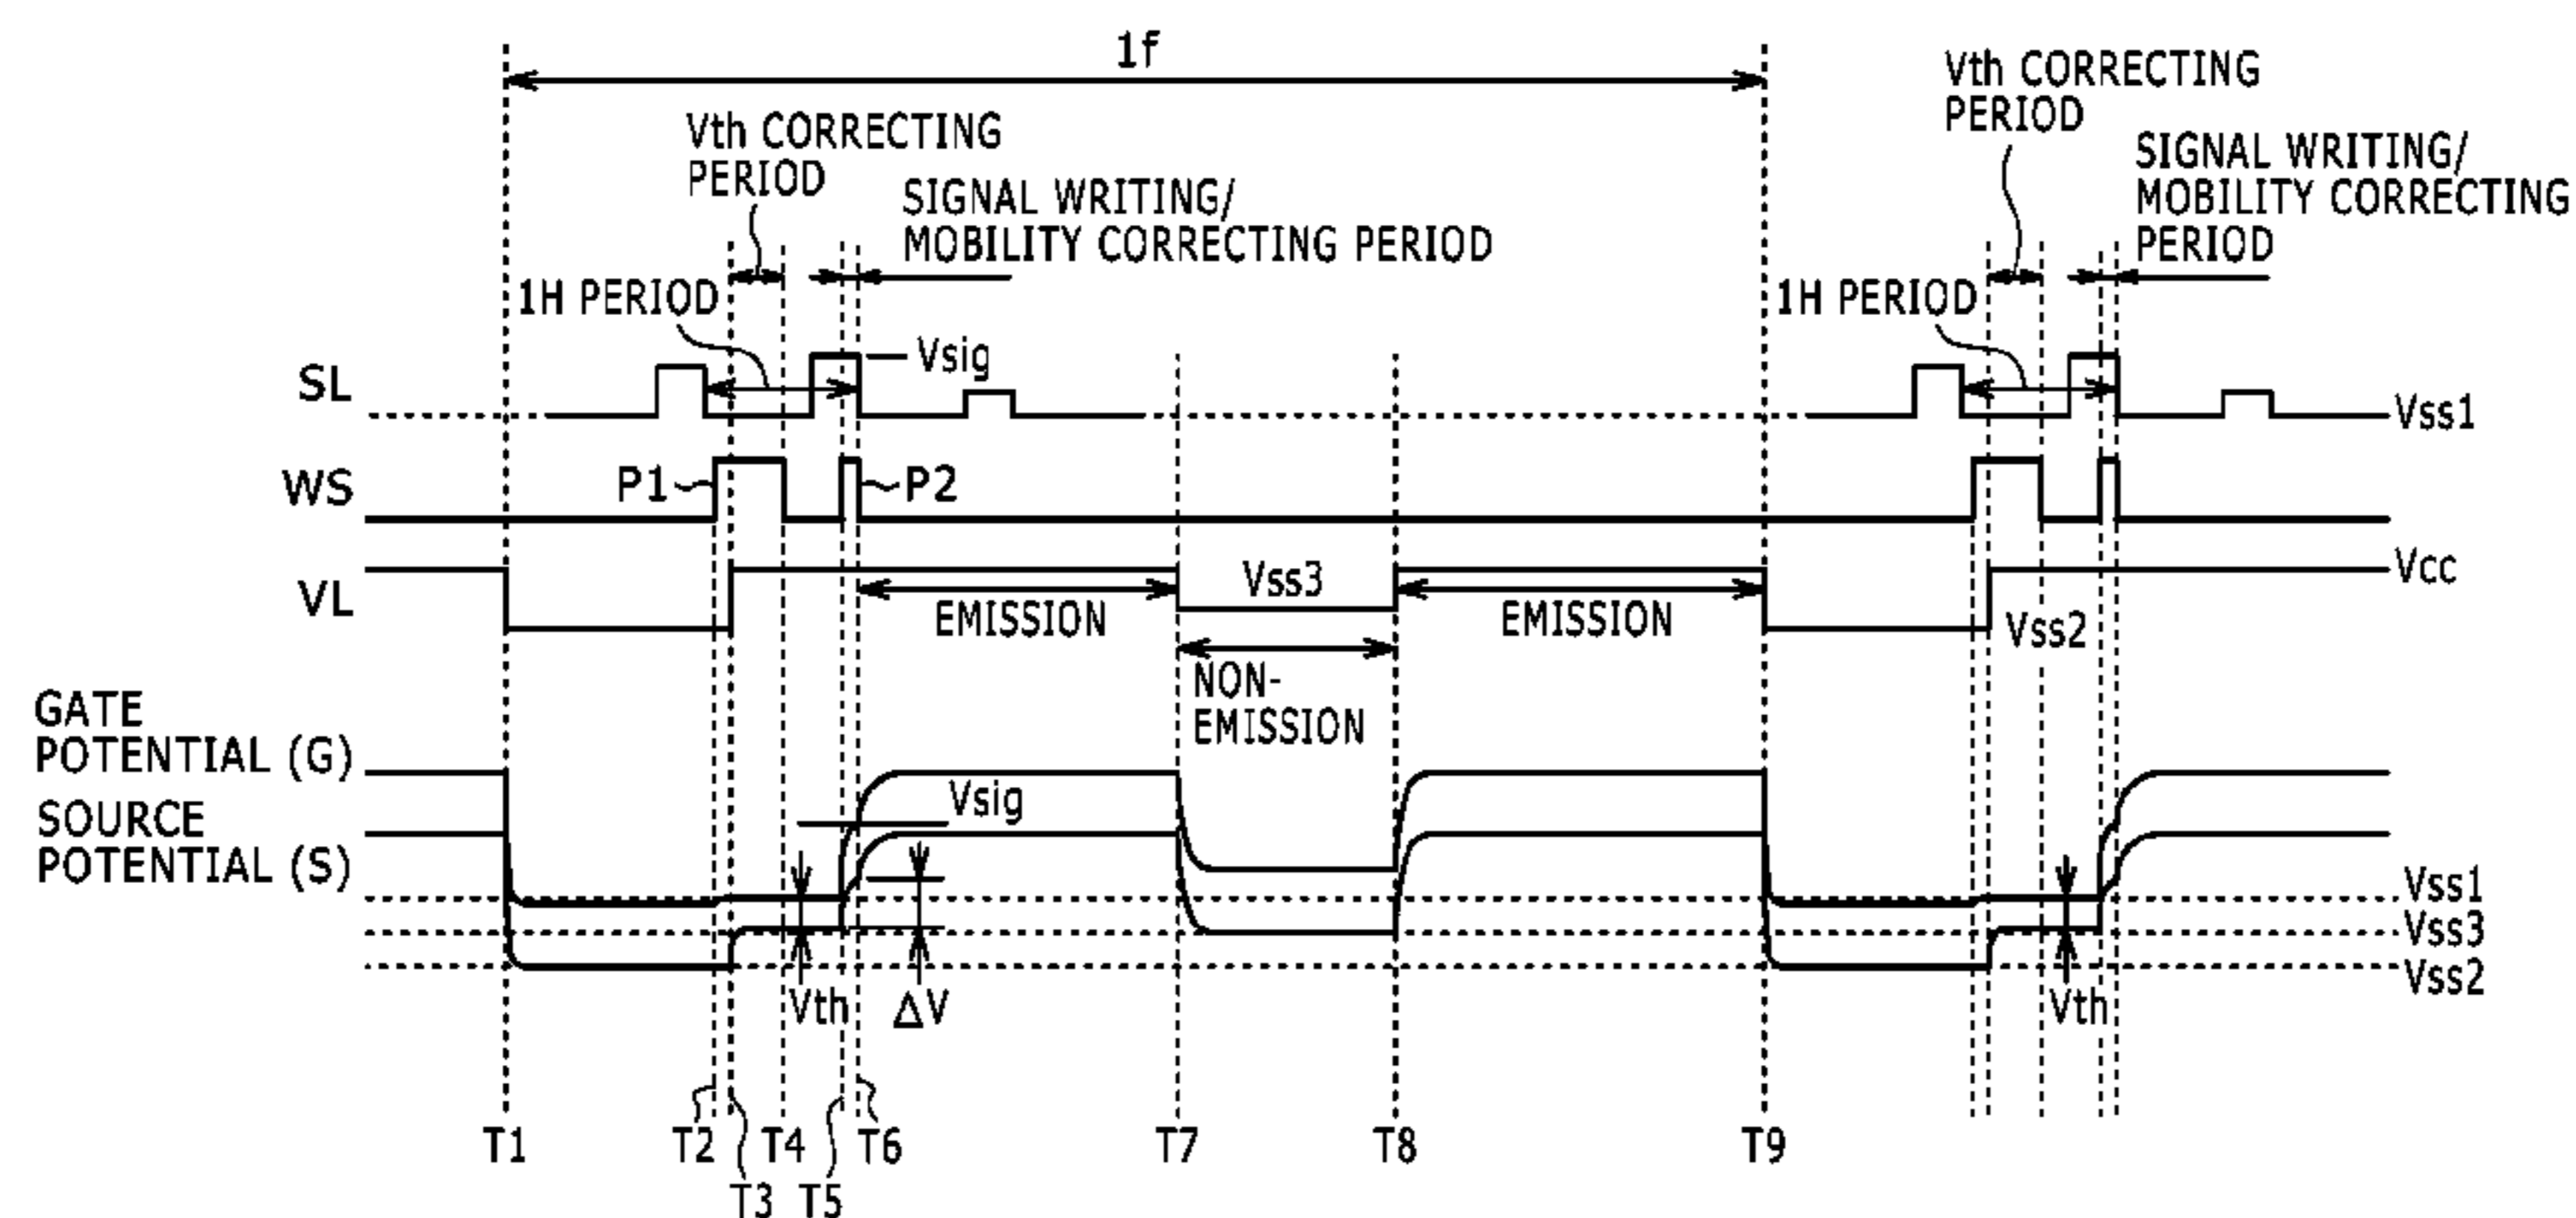 1f
Vth CORRECTING
PERIOD
SIGNAL WRITING/
MOBILITY CORRECTING PERIOD
1H PERIOD
Vth CORRECTING
PERIOD
SIGNAL WRITING/
MOBILITY CORRECTING
PERIOD
1H PERIOD
SL
Vsig
Vss1
WS
P1
P2
VL
Vss3
Vcc
EMISSION
EMISSION
Vss2
NON-
EMISSION
GATE
POTENTIAL (G)
SOURCE
POTENTIAL (S)
Vsig
Vss1
Vss3
Vss2
Vth
ΔV
Vth
T1
T2
T3
T4
T5
T6
T7
T8
T9